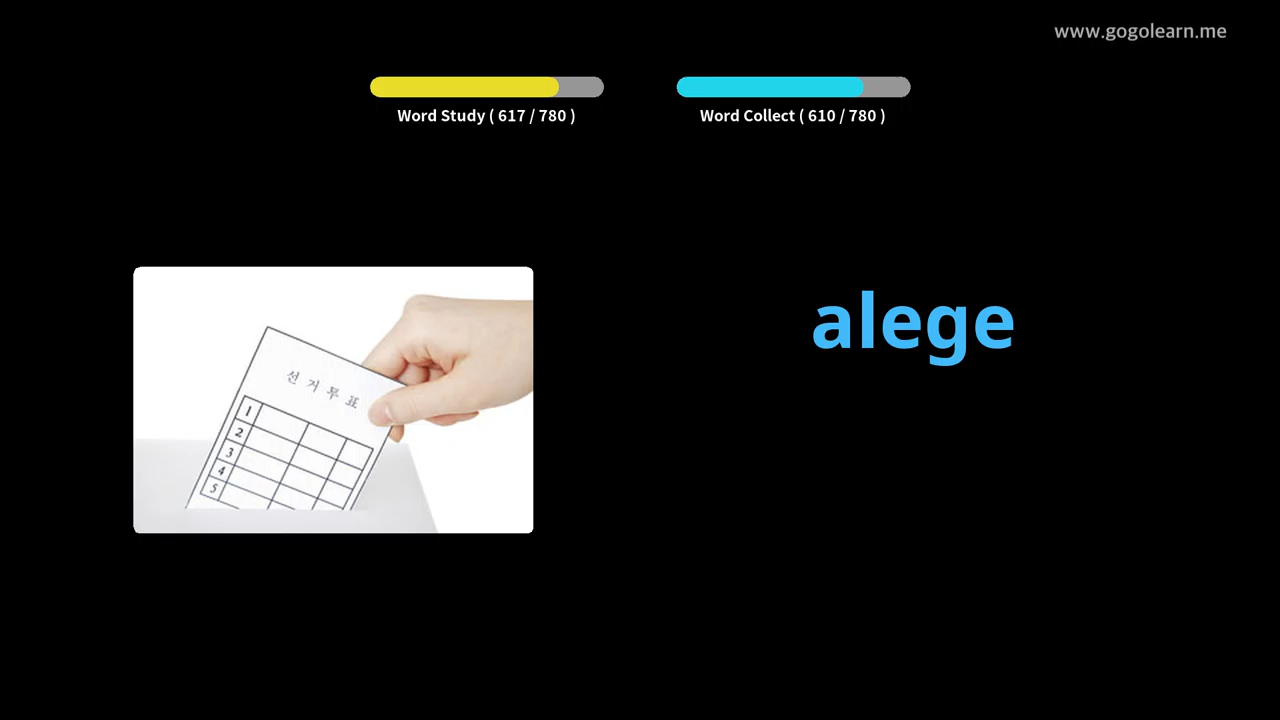 www.gogolearn.me
Word Study ( 617 / 780 )
Word Collect ( 610 / 780 )
alege
선거투표
1
2
3
4
5